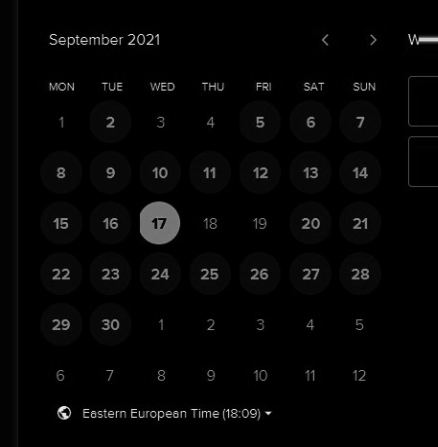 September 2021
MON TUE WED THU FRI SAT SUN
1 2 3 4 5 6 7
8 9 10 11 12 13 14
15 16 17 18 19 20 21
22 23 24 25 26 27 28
29 30 1 2 3 4 5
6 7 8 9 10 11 12
Eastern European Time (18:09)